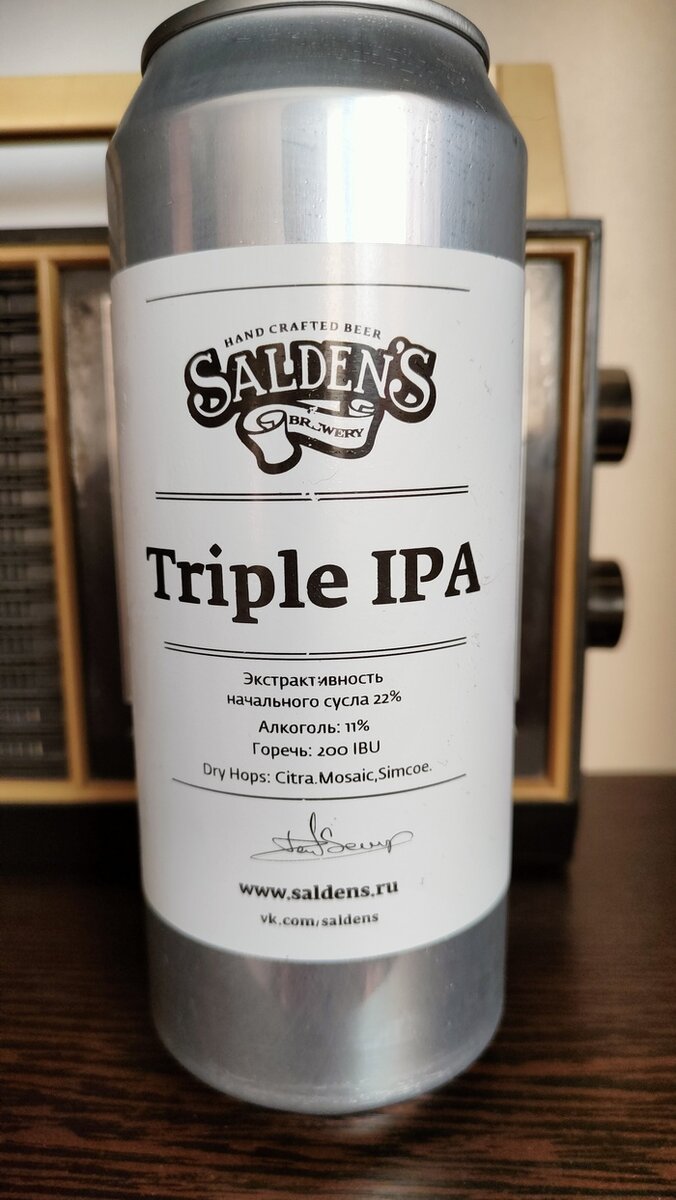 HAND CRAFTED BEER
SALDEN'S
BREWERY
Triple IPA
Экстрактивность
начального сусла 22%
Алкоголь: 11%
Горечь: 200 IBU
Dry Hops: Citra.Mosaic,Simcoe.
www.saldens.ru
vk.com/saldens